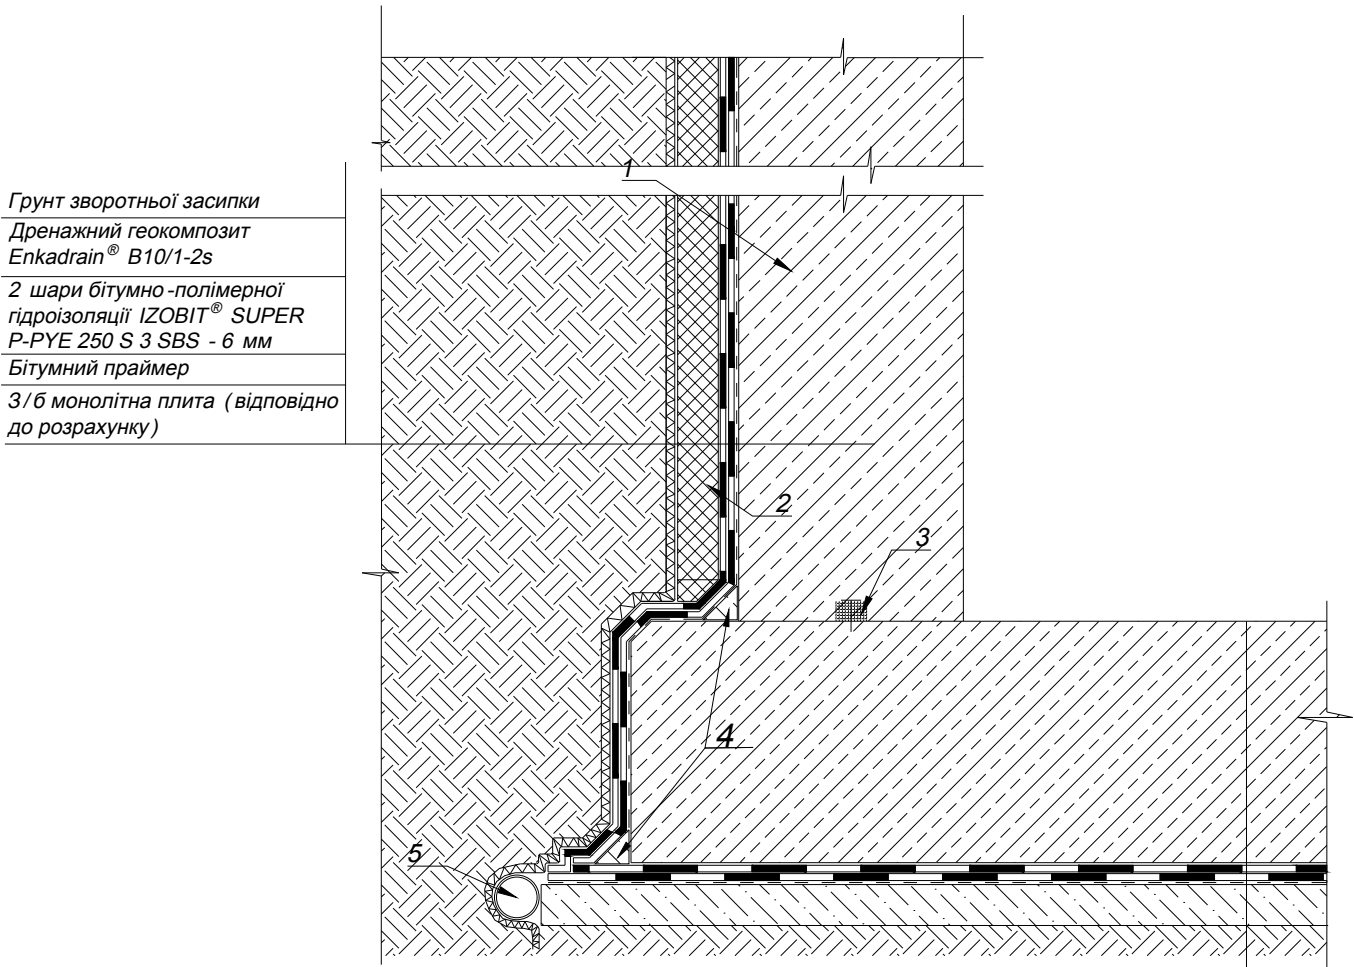 Грунт зворотньої засипки
Дренажний геокомпозит
Enkadrain® B10/1-2s
2 шари бітумно-полімерної
гідроізоляції IZOBIT® SUPER
P-PYE 250 S 3 SBS - 6 мм
Бітумний праймер
З/б монолітна плита (відповідно
до розрахунку)
1
2
3
4
5